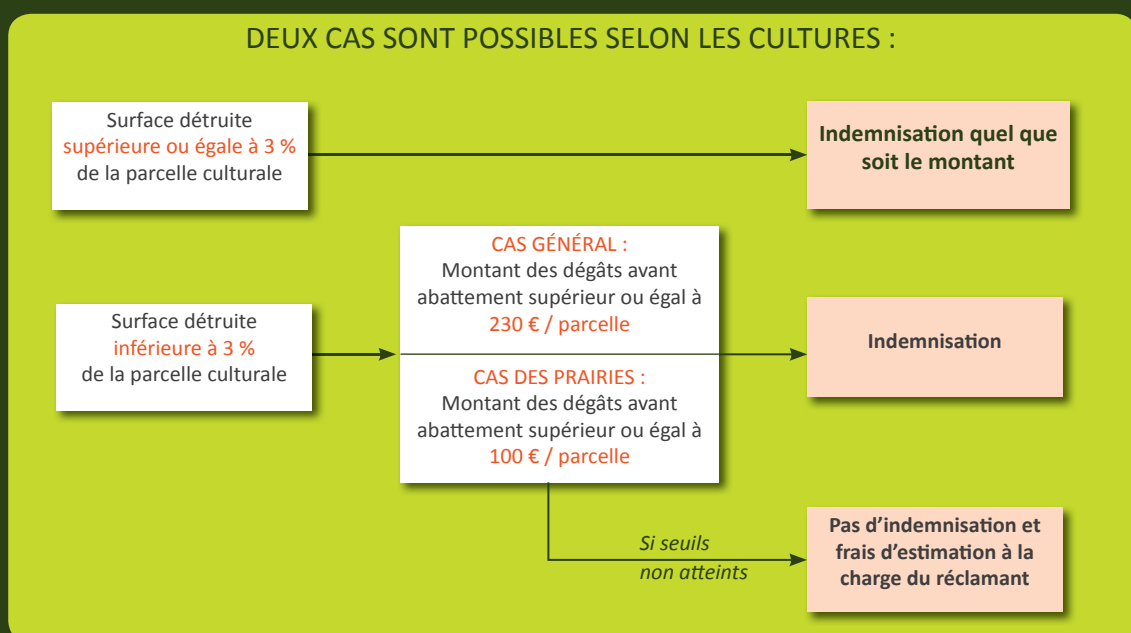 DEUX CAS SONT POSSIBLES SELON LES CULTURES :
Surface détruite
supérieure ou égale à 3 %
de la parcelle culturale
Indemnisation quel que
soit le montant
CAS GÉNÉRAL :
Montant des dégâts avant
abattement supérieur ou égal à
230 € / parcelle
Surface détruite
inférieure à 3 %
de la parcelle culturale
Indemnisation
CAS DES PRAIRIES :
Montant des dégâts avant
abattement supérieur ou égal à
100 € / parcelle
Si seuils
non atteints
Pas d’indemnisation et
frais d’estimation à la
charge du réclamant